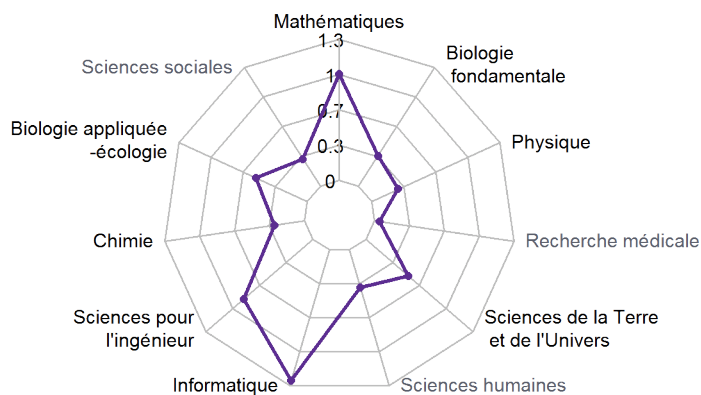 Mathématiques
1.3
Biologie
fondamentale
Sciences sociales
1
0.7
Biologie appliquée
-écologie
Physique
0.3
0
Chimie
Recherche médicale
Sciences pour
l'ingénieur
Sciences de la Terre
et de l'Univers
Informatique
Sciences humaines